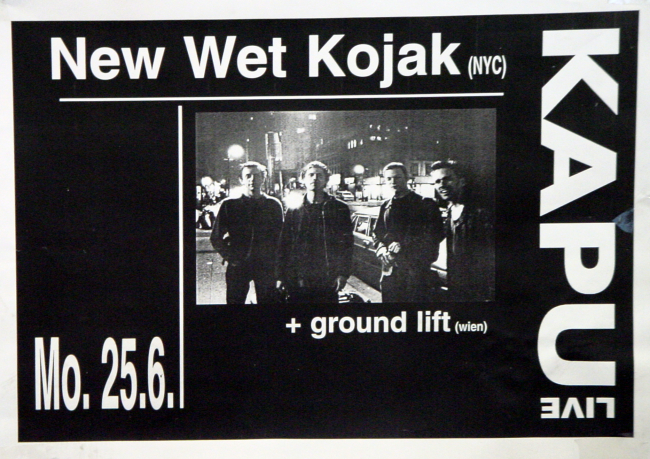 New Wet Kojak (NYC)
+ ground lift (wien)
Mo. 25.6.
KAPU
LIVE